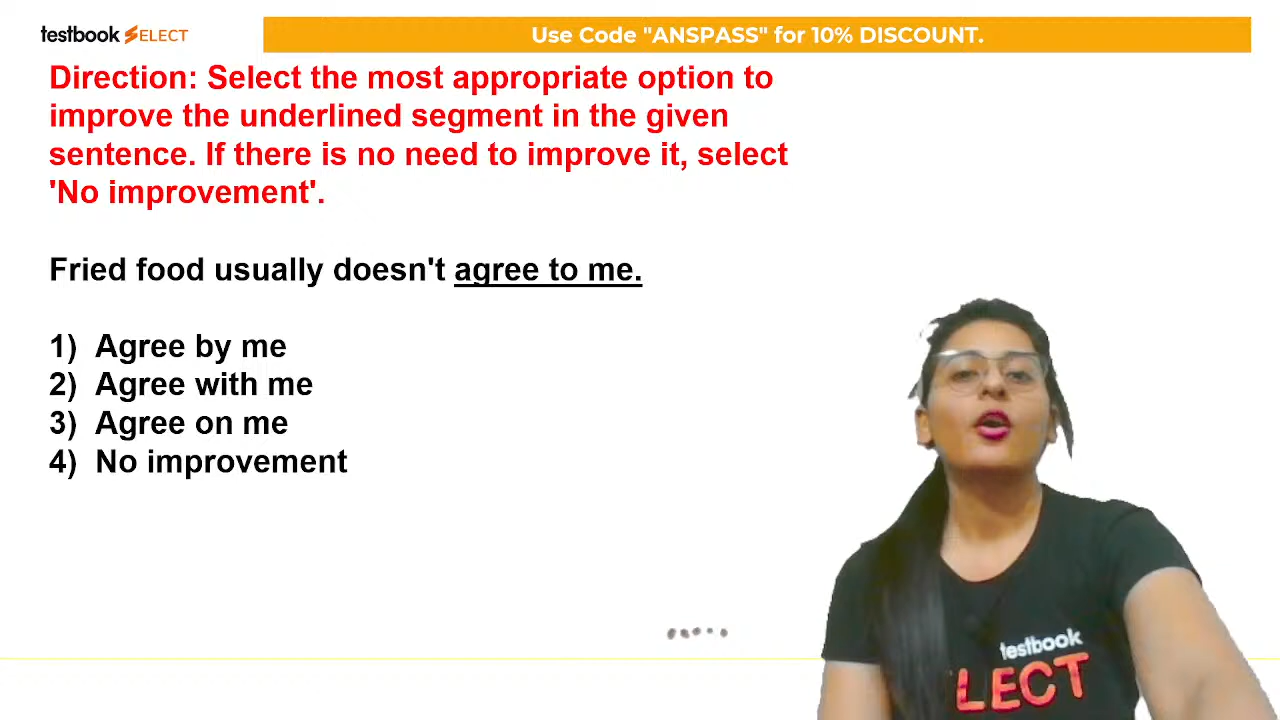 testbook SELECT
Use Code "ANSPASS" for 10% DISCOUNT.
Direction: Select the most appropriate option to
improve the underlined segment in the given
sentence. If there is no need to improve it, select
'No improvement'.
Fried food usually doesn't agree to me.
1) Agree by me
2) Agree with me
3) Agree on me
4) No improvement
testbook
LECT